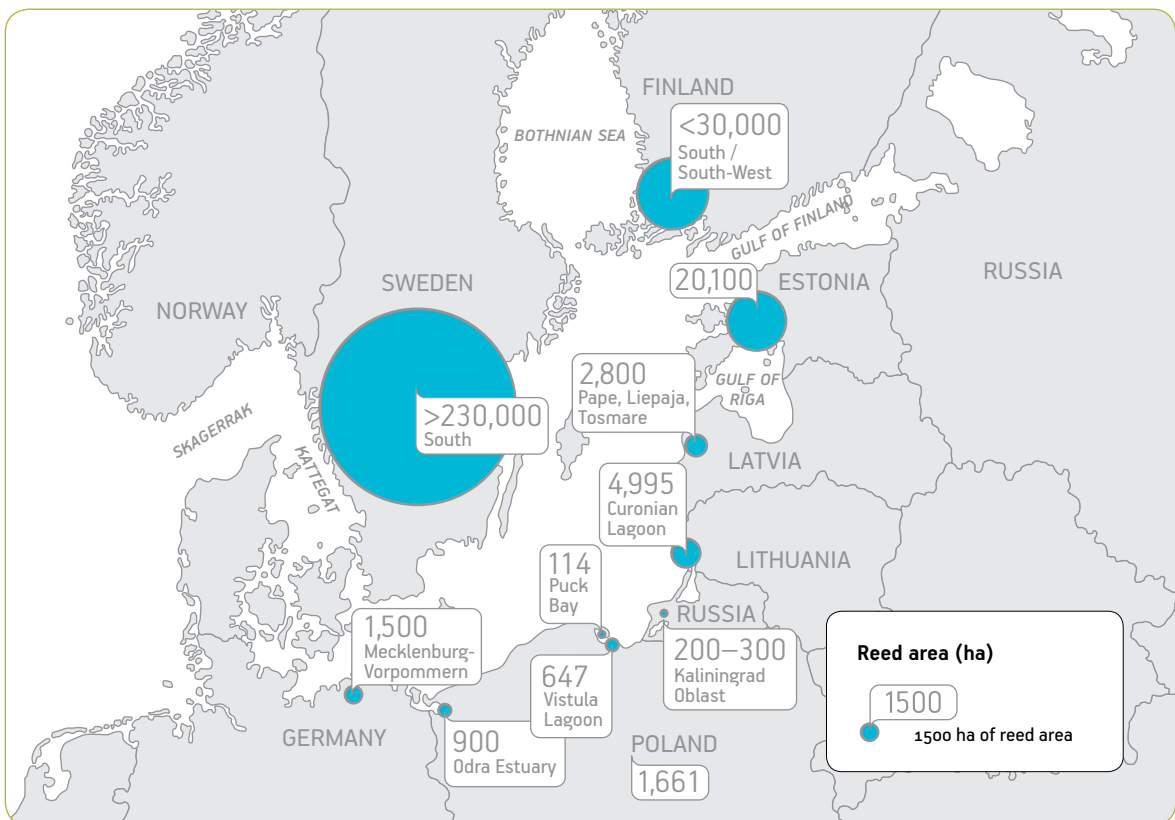 FINLAND
<30,000
South /
South-West
BOTHNIAN SEA
GULF OF FINLAND
RUSSIA
20,100
ESTONIA
SWEDEN
NORWAY
>230,000
South
2,800
Pape, Liepaja,
Tosmare
GULF OF
RIGA
SKAGERRAK
KATTEGAT
LATVIA
4,995
Curonian
Lagoon
LITHUANIA
114
Puck
Bay
RUSSIA
200–300
Kaliningrad
Oblast
1,500
Mecklenburg-
Vorpommern
647
Vistula
Lagoon
GERMANY
900
Odra Estuary
POLAND
1,661
Reed area (ha)
1500
1500 ha of reed area